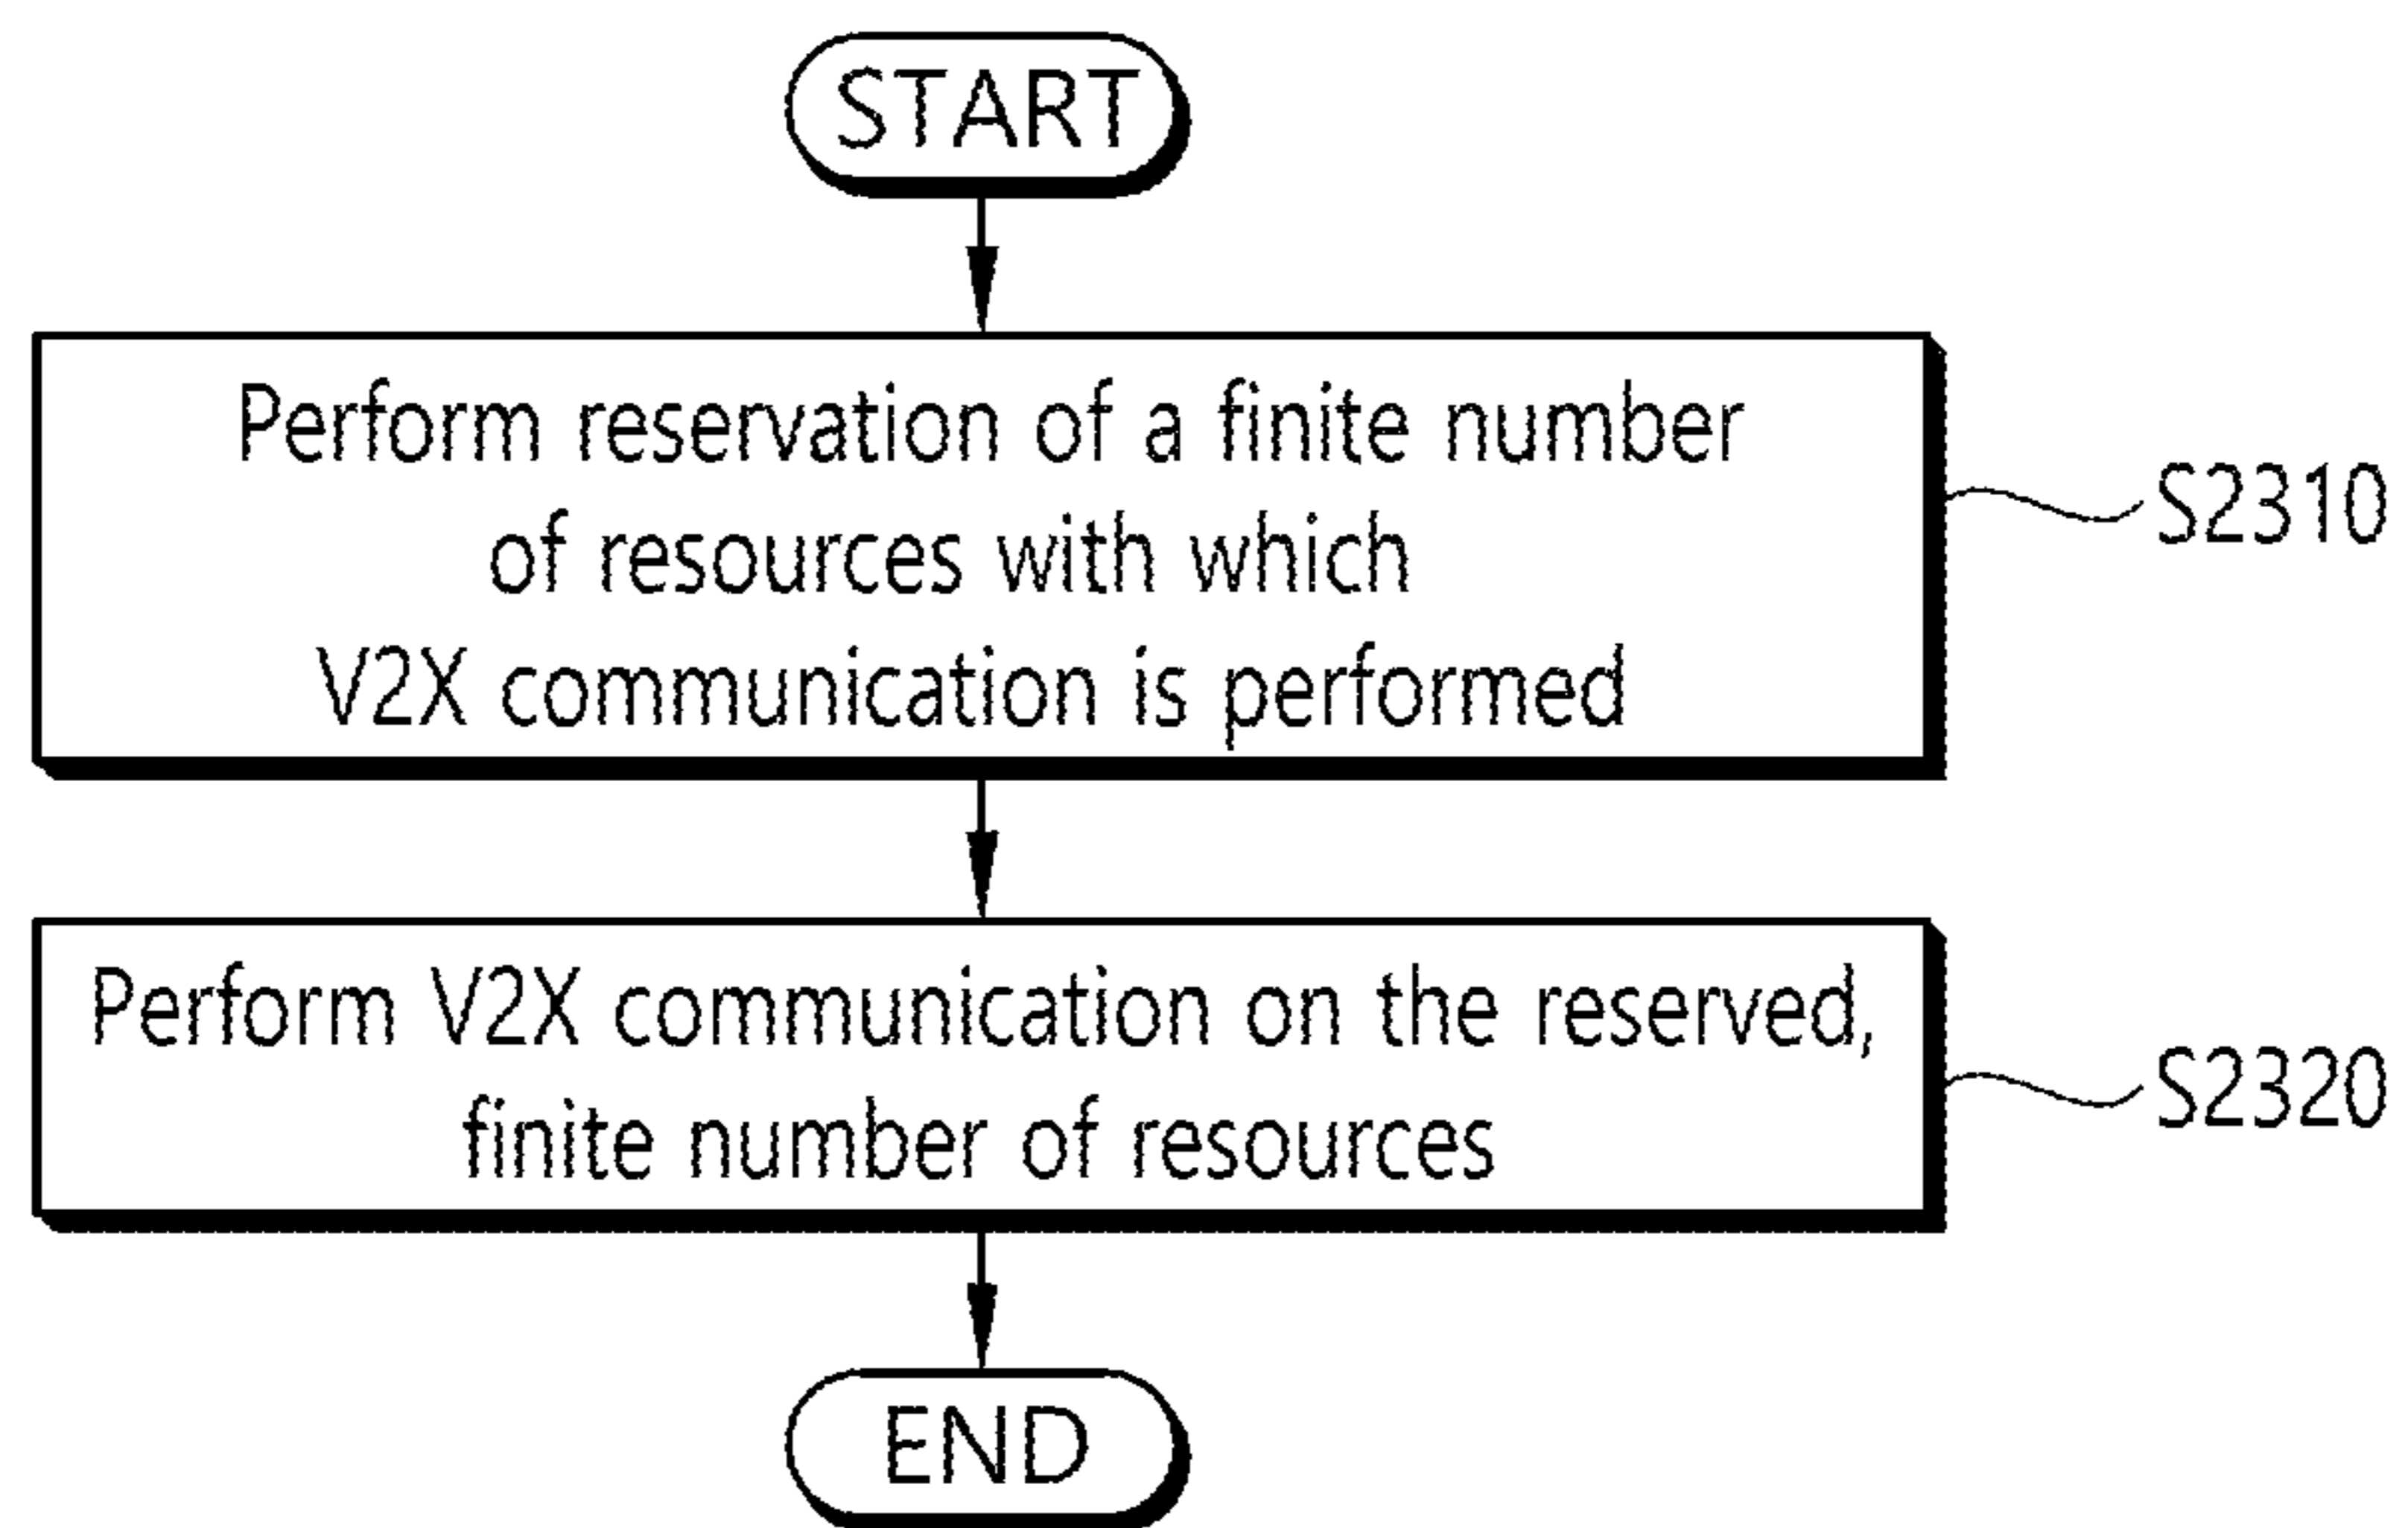 START
Perform reservation of a finite number
of resources with which
V2X communication is performed
S2310
Perform V2X communication on the reserved,
finite number of resources
S2320
END